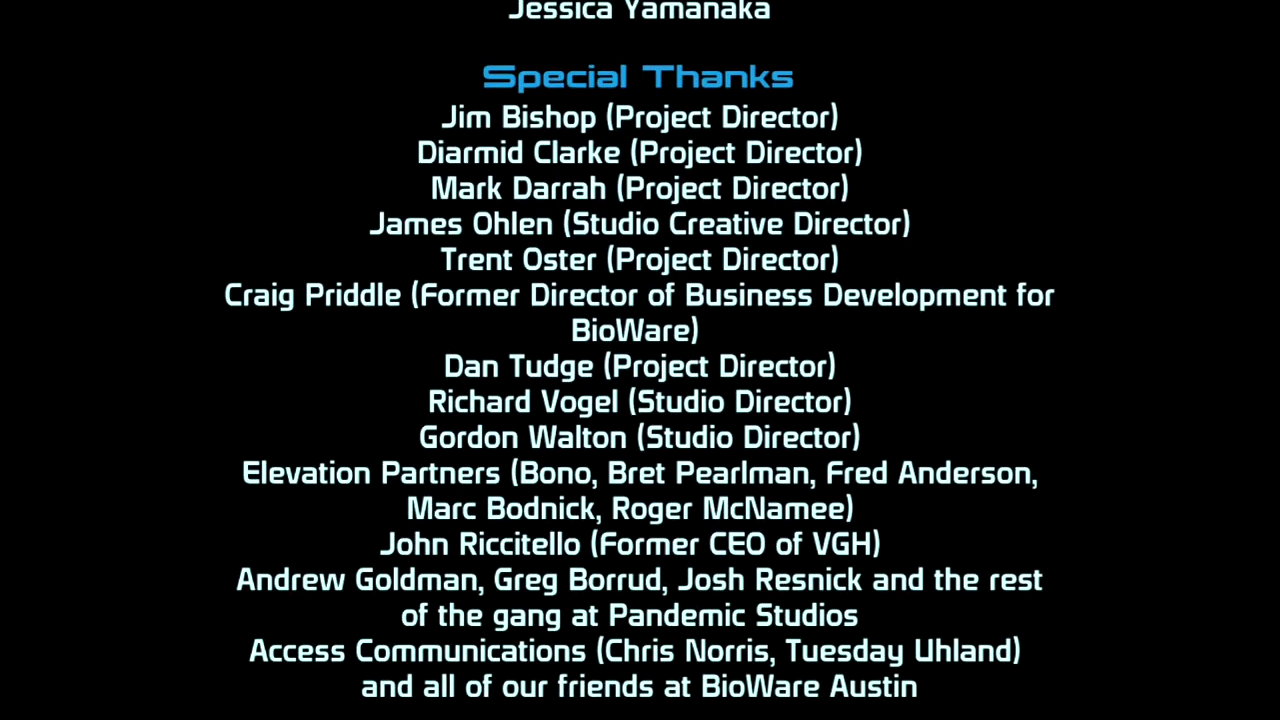 Jessica Yamanaka
Special Thanks
Jim Bishop (Project Director)
Diarmid Clarke (Project Director)
Mark Darrah (Project Director)
James Ohlen (Studio Creative Director)
Trent Oster (Project Director)
Craig Priddle (Former Director of Business Development for
BioWare)
Dan Tudge (Project Director)
Richard Vogel (Studio Director)
Gordon Walton (Studio Director)
Elevation Partners (Bono, Bret Pearlman, Fred Anderson,
Marc Bodnick, Roger McNamee)
John Riccitello (Former CEO of VGH)
Andrew Goldman, Greg Borrud, Josh Resnick and the rest
of the gang at Pandemic Studios
Access Communications (Chris Norris, Tuesday Uhland)
and all of our friends at BioWare Austin